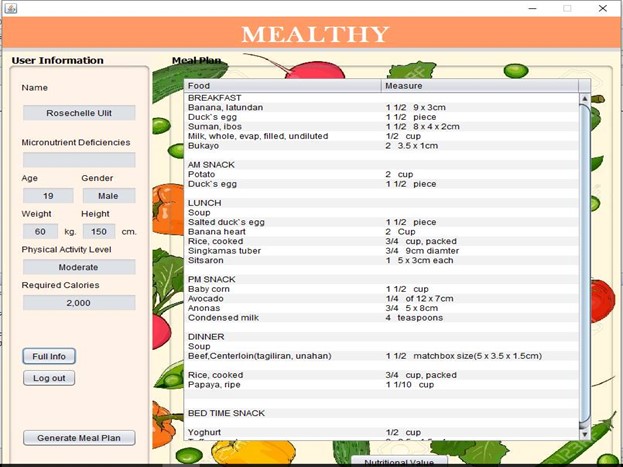 MEALTHY
User Information
Name
Rosechelle Ulit
Micronutrient Deficiencies
Age Gender
19 Male
Weight Height
60 kg. 150 cm.
Physical Activity Level
Moderate
Required Calories
2,000
Full Info
Log out
Generate Meal Plan
Meal Plan
Food Measure
BREAKFAST
Banana, latundan 1 1/2 9 x 3cm
Duck`s egg 1 1/2 piece
Suman, ibos 1 1/2 8 x 4 x 2cm
Milk, whole, evap, filled, undiluted 1/2 cup
Bukayo 2 3.5 x 1cm
AM SNACK
Potato 2 cup
Duck`s egg 1 1/2 piece
LUNCH
Soup
Salted duck`s egg 1 1/2 piece
Banana heart 2 Cup
Rice, cooked 3/4 cup, packed
Singkamas tuber 3/4 9cm diamter
Sitsaron 1 5 x 3cm each
PM SNACK
Baby corn 1 1/2 cup
Avocado 1/4 of 12 x 7cm
Anonas 3/4 5 x 8cm
Condensed milk 4 teaspoons
DINNER
Soup
Beef,Centerloin(tagiliran, unahan) 1 1/2 matchbox size(5 x 3.5 x 1.5cm)
Rice, cooked 3/4 cup, packed
Papaya, ripe 1 1/10 cup
BED TIME SNACK
Yoghurt 1/2 cup
Nutritional Value